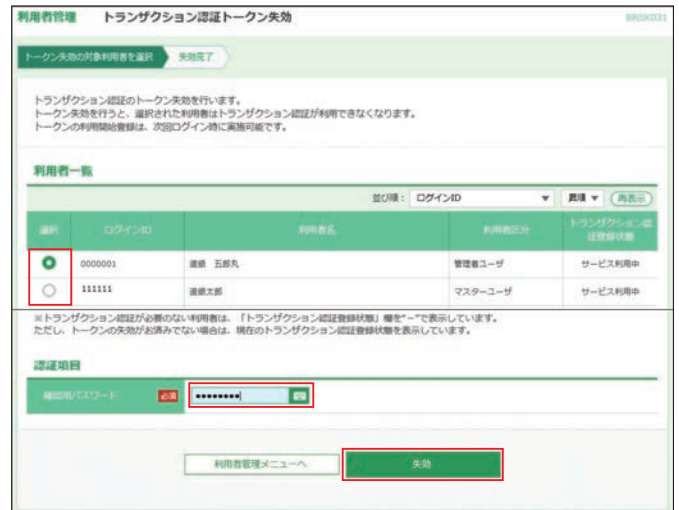 利用者管理 トランザクション認証トークン失効 BRSK031
トークン失効の対象利用者を選択 失効完了
トランザクション認証のトークン失効を行います。
トークン失効を行うと、選択された利用者はトランザクション認証が利用できなくなります。
トークンの利用開始登録は、次回ログイン時に実施可能です。
利用者一覧
並び順： ログインID ▼ 昇順 ▼ 再表示
選択 ログインID 利用者名 利用者区分 トランザクション認証登録状態
0000001 道銀 五郎丸 管理者ユーザ サービス利用中
111111 道銀太郎 マスターユーザ サービス利用中
※トランザクション認証が必要のない利用者は、「トランザクション認証登録状態」欄を"−"で表示しています。
ただし、トークンの失効がお済みでない場合は、現在のトランザクション認証登録状態を表示しています。
認証項目
確認用パスワード 必須 ••••••••
利用者管理メニューへ 失効